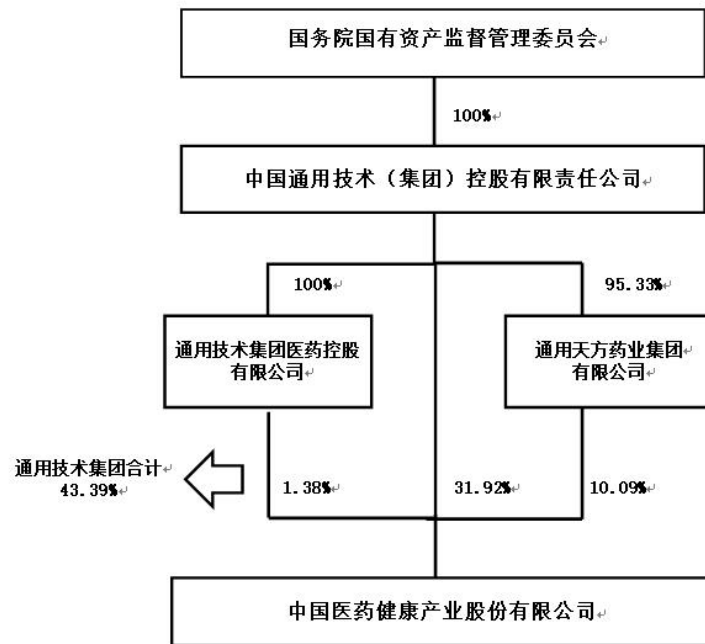 国务院国有资产监督管理委员会
100%
中国通用技术（集团）控股有限责任公司
100%
95.33%
通用技术集团医药控股
有限公司
通用天方药业集团
有限公司
通用技术集团合计
43.39%
1.38%
31.92%
10.09%
中国医药健康产业股份有限公司